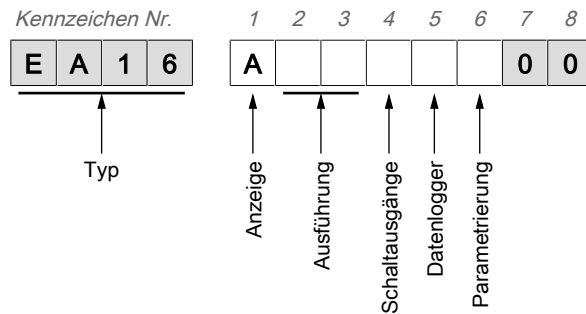 Kennzeichen Nr. 1 2 3 4 5 6 7 8
E A 1 6 A 0 0
Typ
Anzeige
Ausführung
Schaltausgänge
Datenlogger
Parametrierung